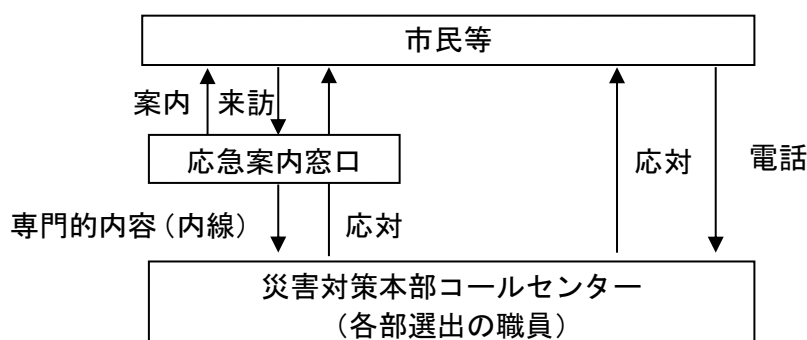 市民等
案内
来訪
応急案内窓口
応対
電話
専門的内容（内線）
応対
災害対策本部コールセンター
（各部選出の職員）